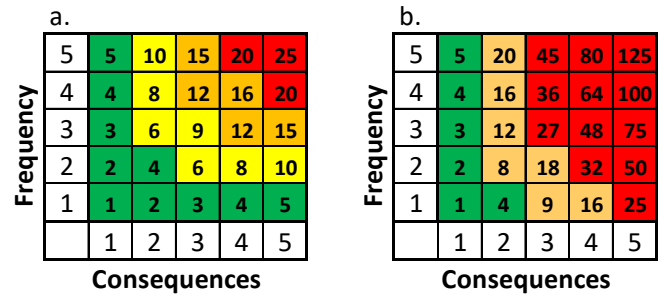 a.
5 5 10 15 20 25
4 4 8 12 16 20
3 3 6 9 12 15
2 2 4 6 8 10
1 1 2 3 4 5
1 2 3 4 5
Frequency
Consequences
b.
5 5 20 45 80 125
4 4 16 36 64 100
3 3 12 27 48 75
2 2 8 18 32 50
1 1 4 9 16 25
1 2 3 4 5
Frequency
Consequences